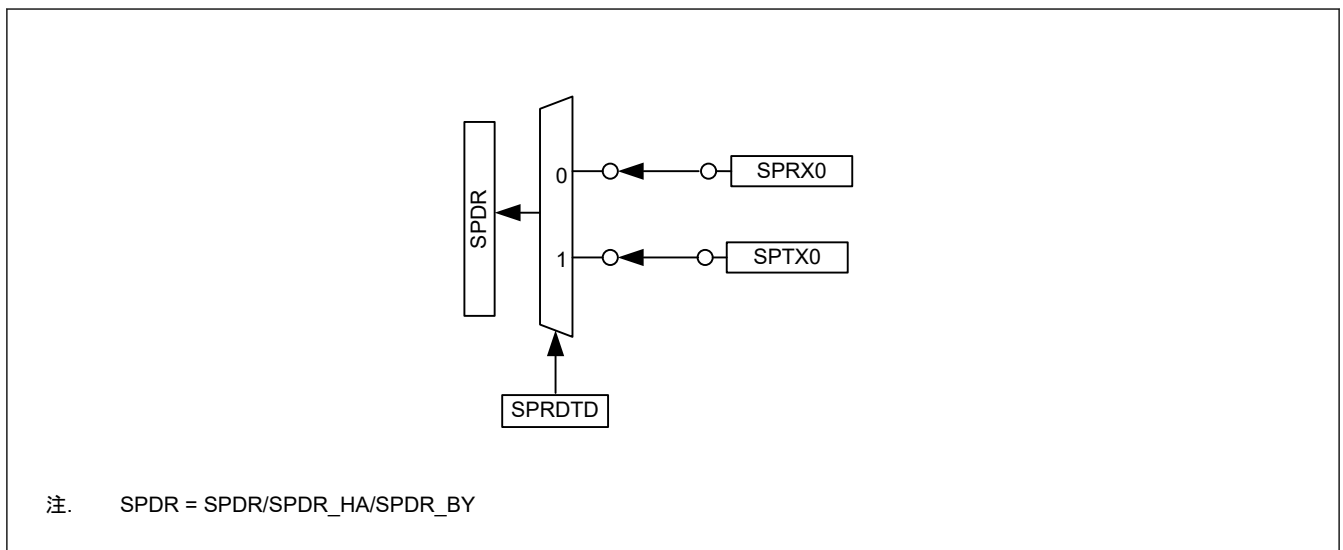 SPDR
0
SPRX0
1
SPTX0
SPRDTD
注. SPDR = SPDR/SPDR_HA/SPDR_BY